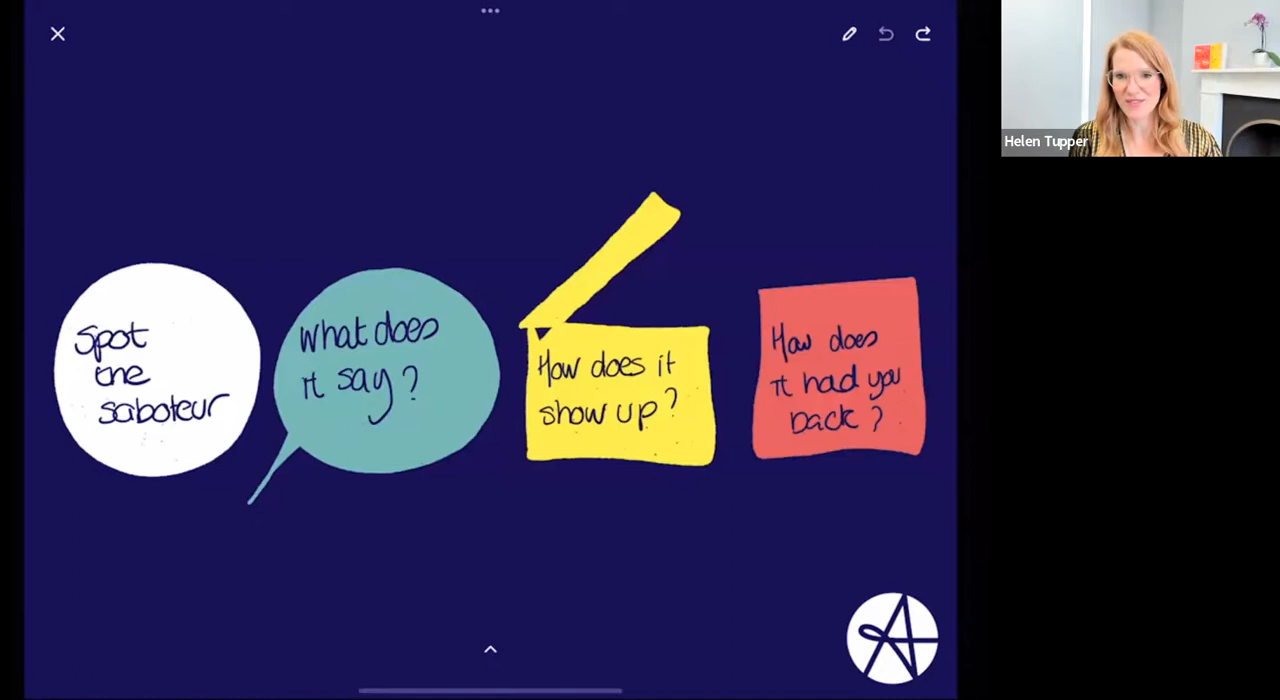 Spot
the
saboteur
What does
it say?
How does it
show up?
How does
it had you
back?
Helen Tupper